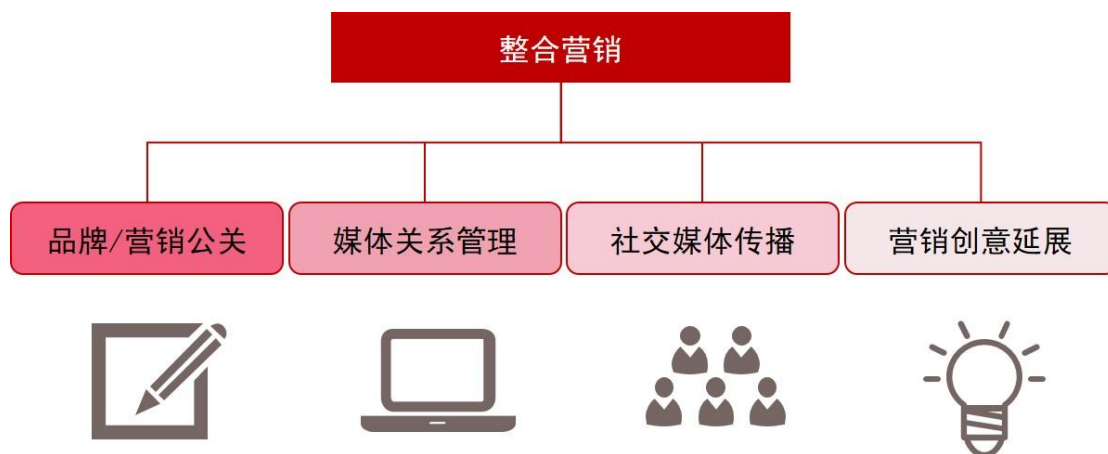 整合营销
品牌/营销公关
媒体关系管理
社交媒体传播
营销创意延展